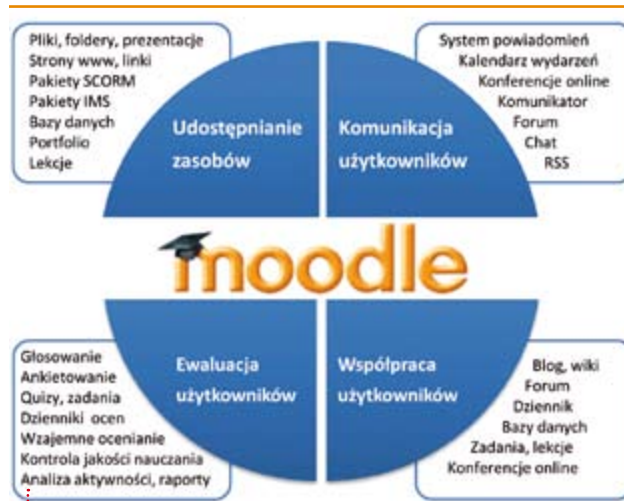 Pliki, foldery, prezentacje
Strony www, linki
Pakiety SCORM
Pakiety IMS
Bazy danych
Portfolio
Lekcje
Udostępnianie
zasobów
Komunikacja
użytkowników
System powiadomień
Kalendarz wydarzeń
Konferencje online
Komunikator
Forum
Chat
RSS
moodle
Głosowanie
Ankietowanie
Quizy, zadania
Dzienniki ocen
Wzajemne ocenianie
Kontrola jakości nauczania
Analiza aktywności, raporty
Ewaluacja
użytkowników
Współpraca
użytkowników
Blog, wiki
Forum
Dziennik
Bazy danych
Zadania, lekcje
Konferencje online